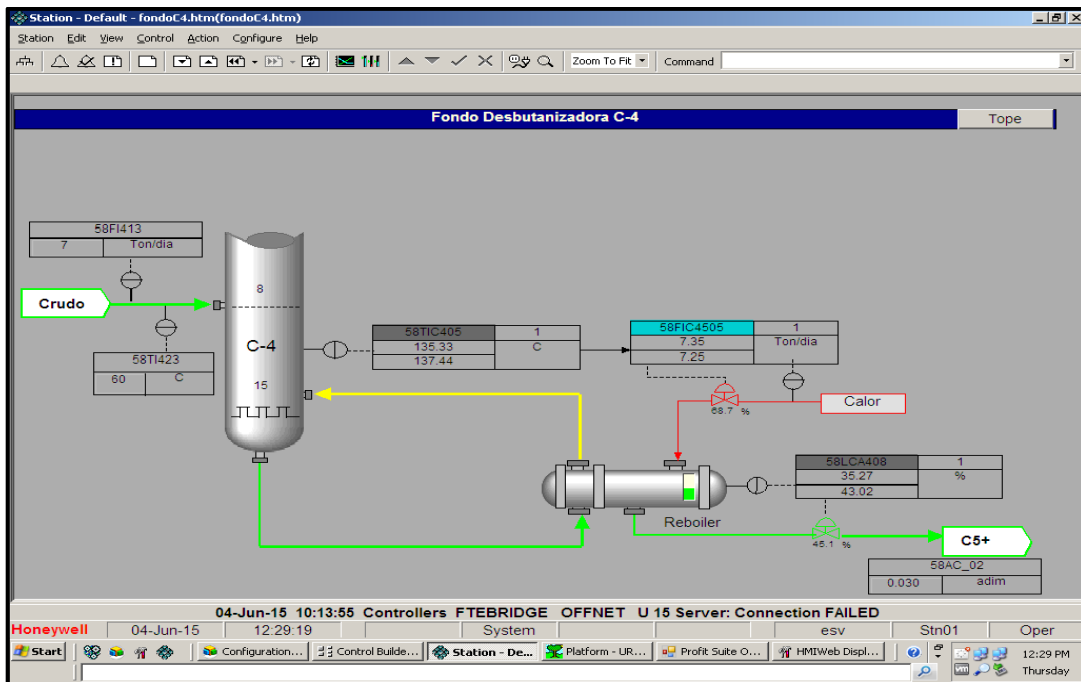 Station - Default - fondoC4.htm(fondoC4.htm)
Station Edit View Control Action Configure Help
Zoom To Fit Command
Fondo Desbutanizadora C-4 Tope
58FI413
7 Ton/dia
Crudo
8
58TI423
60 C
C-4
15
58TIC405 1
135.33 C
137.44
58FIC4505 1
7.35 Ton/dia
7.25
68.7 %
Calor
58LCA408 1
35.27 %
43.02
Reboiler
45.1 %
C5+
58AC_02
0.030 adim
04-Jun-15 10:13:55 Controllers FTEBRIDGE OFFNET U 15 Server: Connection FAILED
Honeywell 04-Jun-15 12:29:19 System esv Stn01 Oper
Start Configuration... Control Builde... Station - De... Platform - UR... Profit Suite O... HMIWeb Displ... 12:29 PM
Thursday